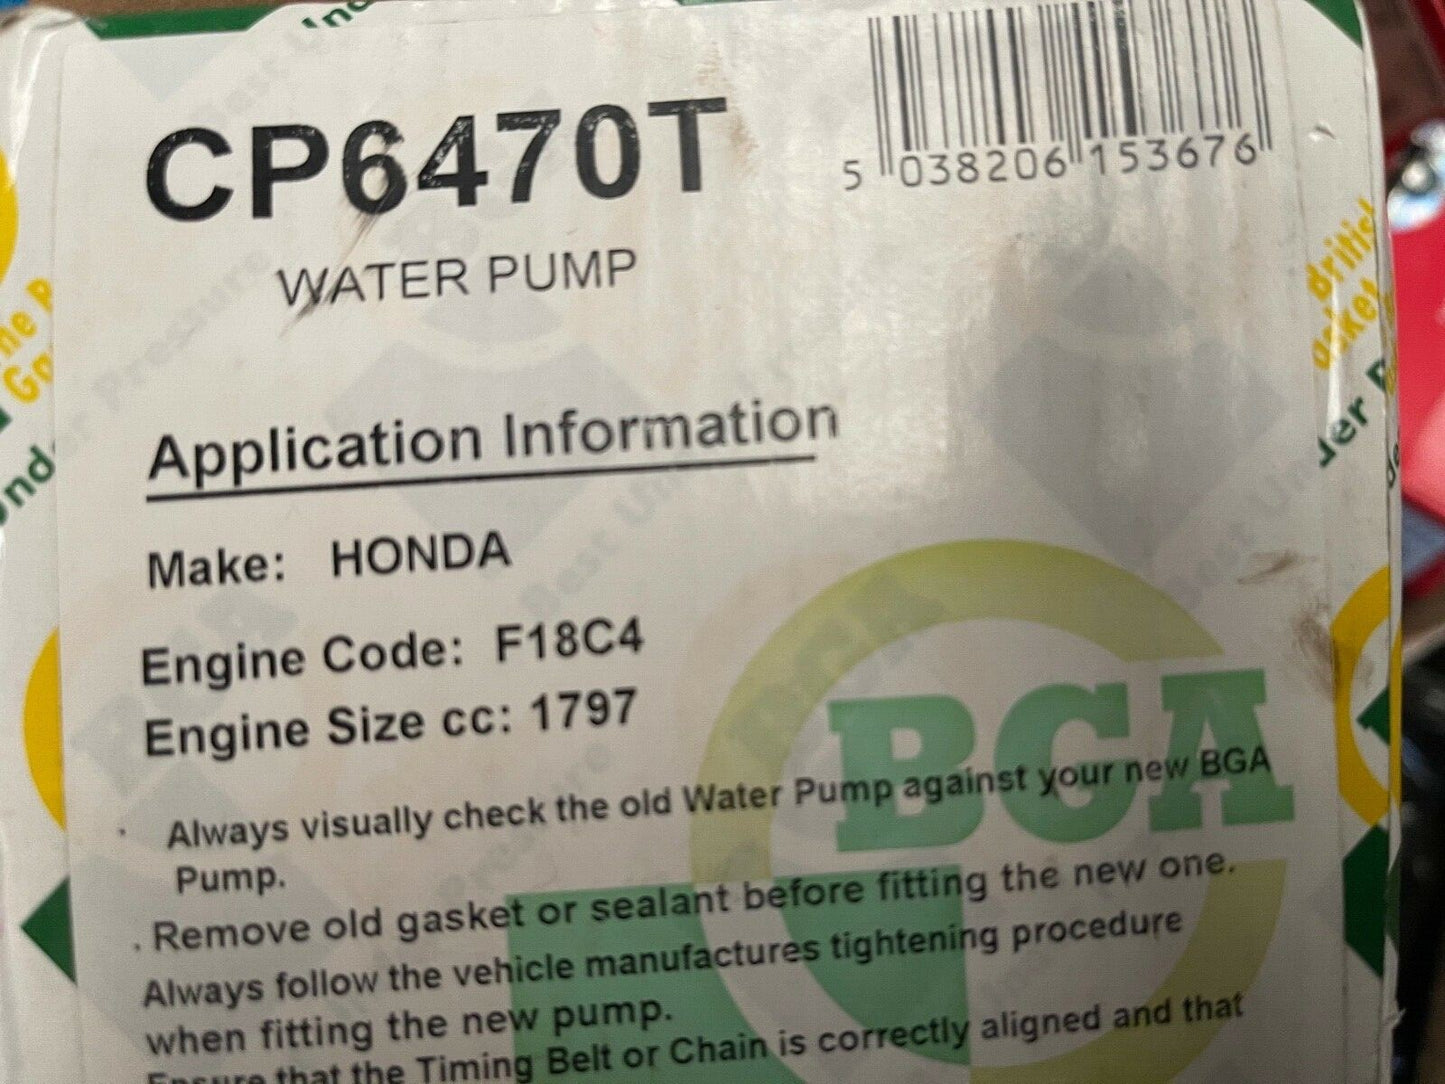 CP6470T
5 038206 153676
WATER PUMP
Application Information
Make: HONDA
Engine Code: F18C4
Engine Size cc: 1797
BGA
· Always visually check the old Water Pump against your new BGA
Pump.
. Remove old gasket or sealant before fitting the new one.
Always follow the vehicle manufactures tightening procedure
when fitting the new pump.
Ensure that the Timing Belt or Chain is correctly aligned and that